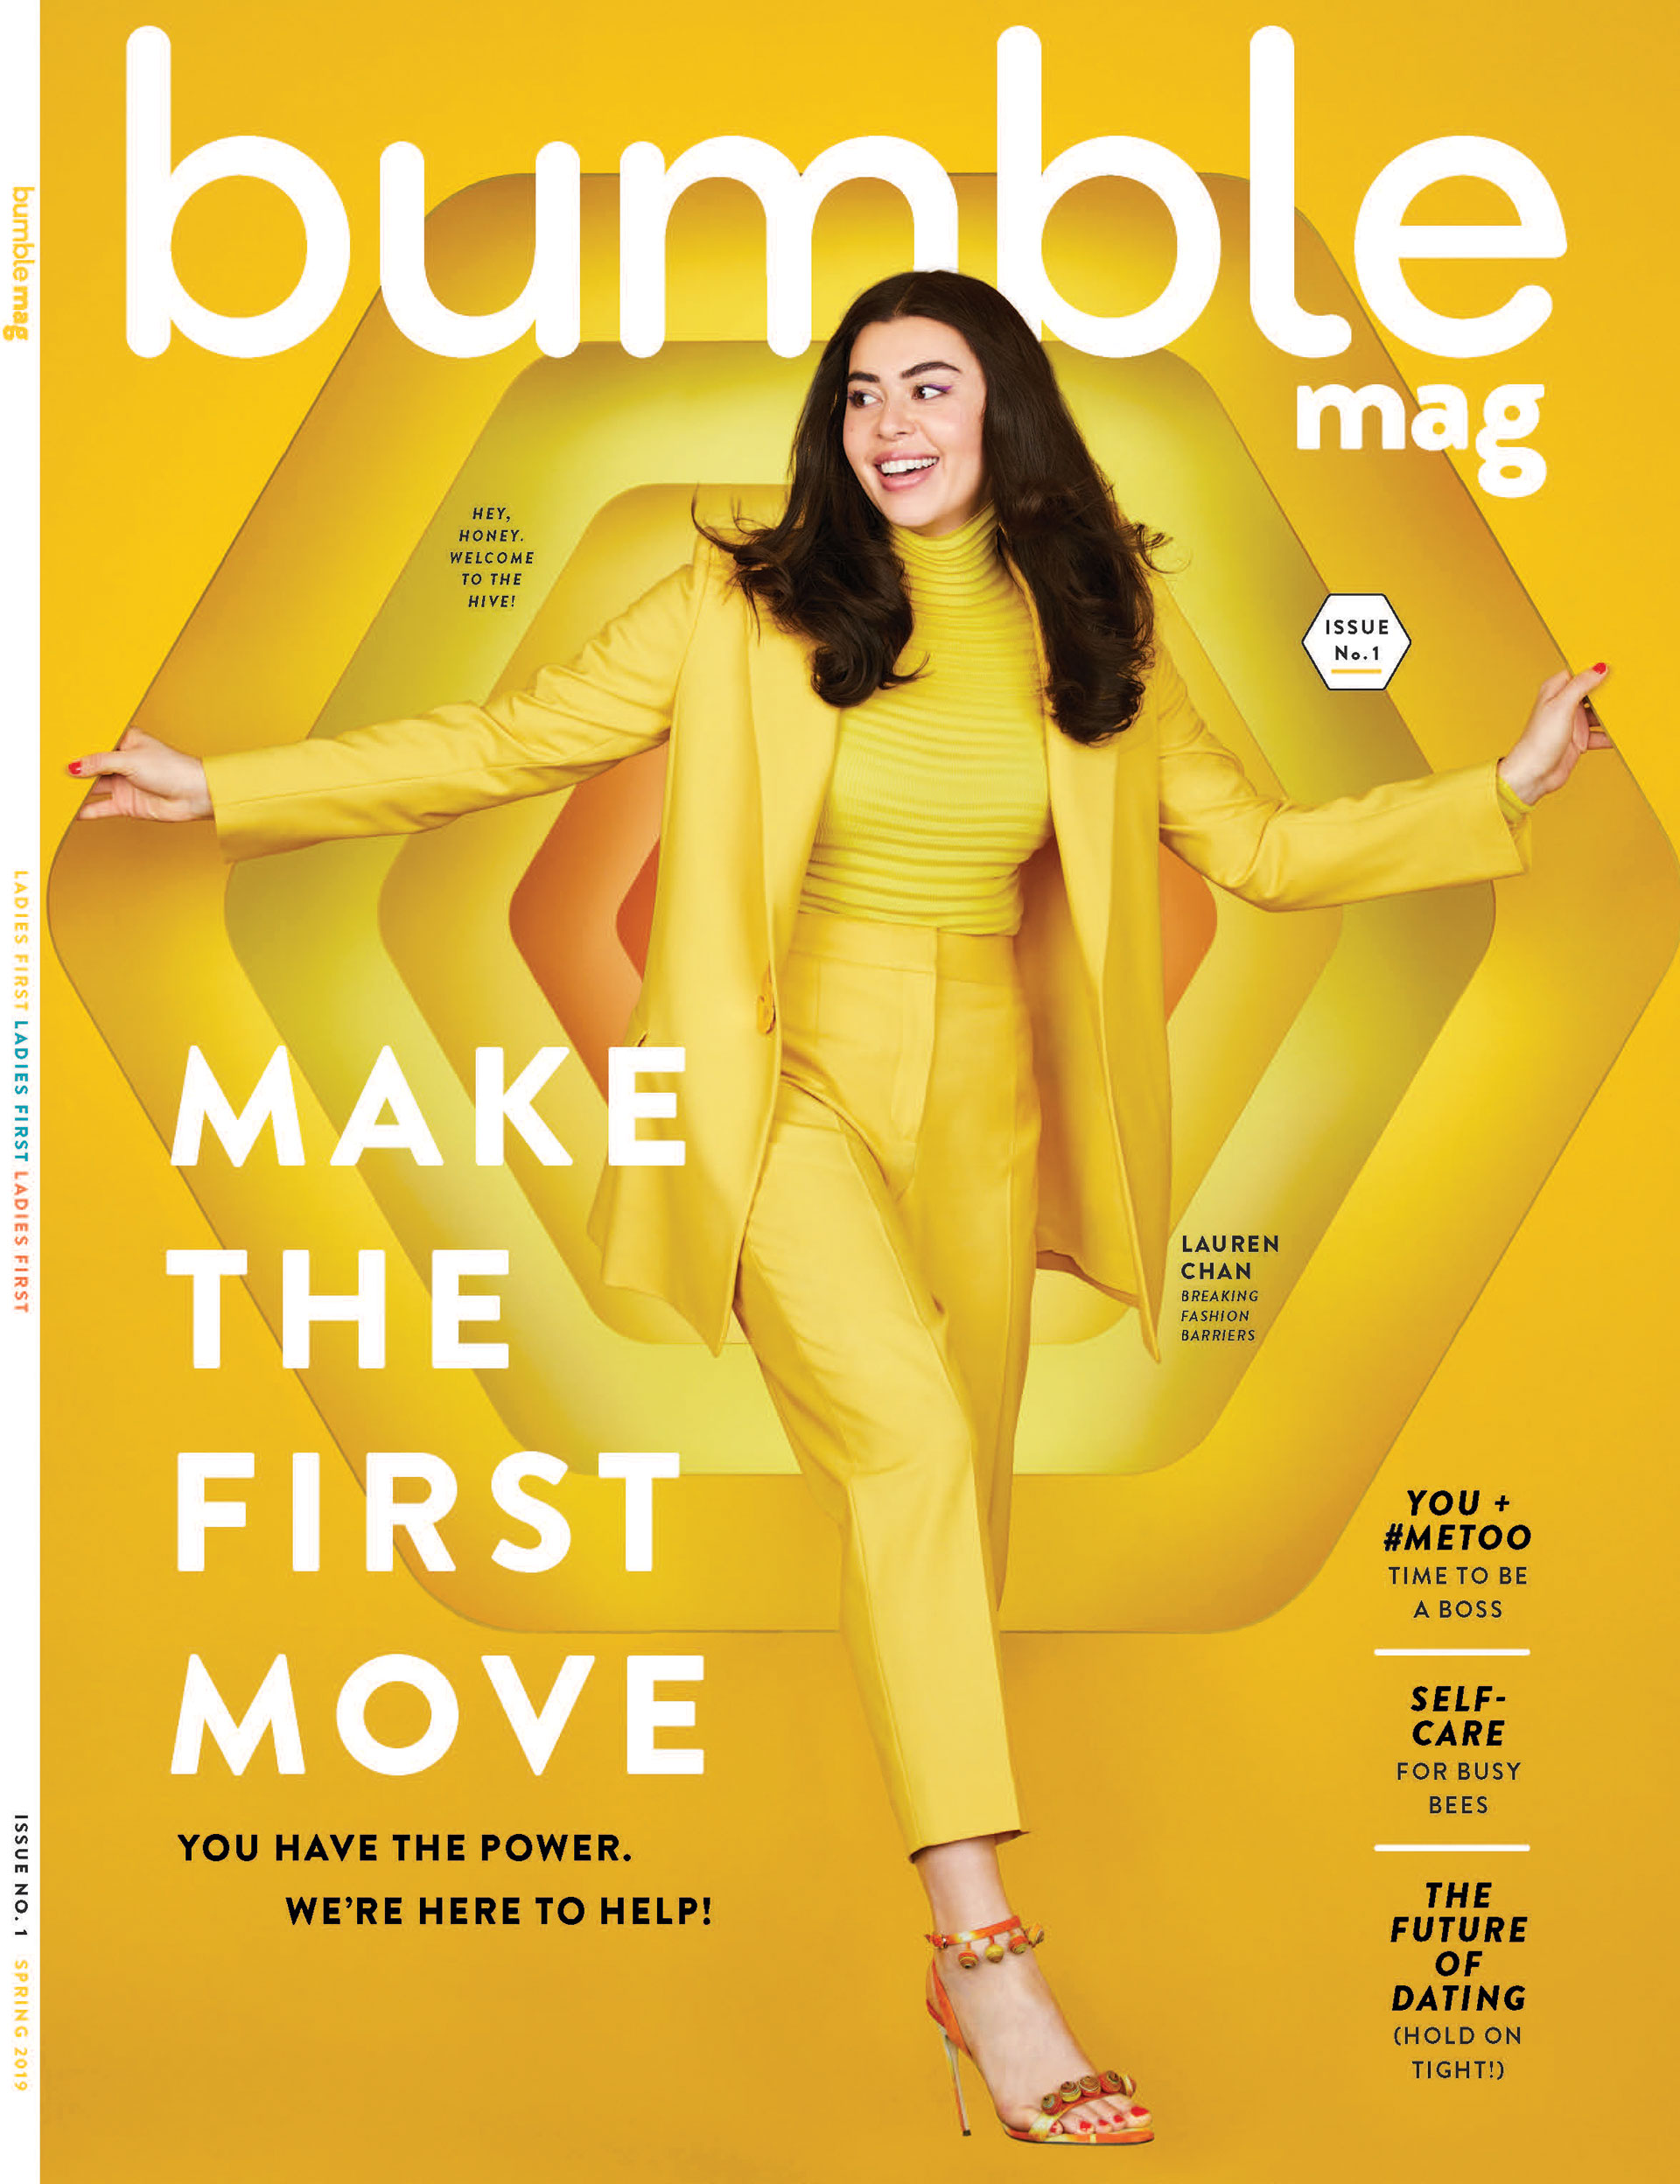 bumble
mag
HEY,
HONEY.
WELCOME
TO THE
HIVE!
ISSUE
No.1
MAKE
THE
FIRST
MOVE
YOU HAVE THE POWER.
WE'RE HERE TO HELP!
LAUREN
CHAN
BREAKING
FASHION
BARRIERS
YOU +
#METOO
TIME TO BE
A BOSS
SELF-
CARE
FOR BUSY
BEES
THE
FUTURE
OF
DATING
(HOLD ON
TIGHT!)
bumble mag
LADIES FIRST LADIES FIRST LADIES FIRST
ISSUE NO. 1 SPRING 2019